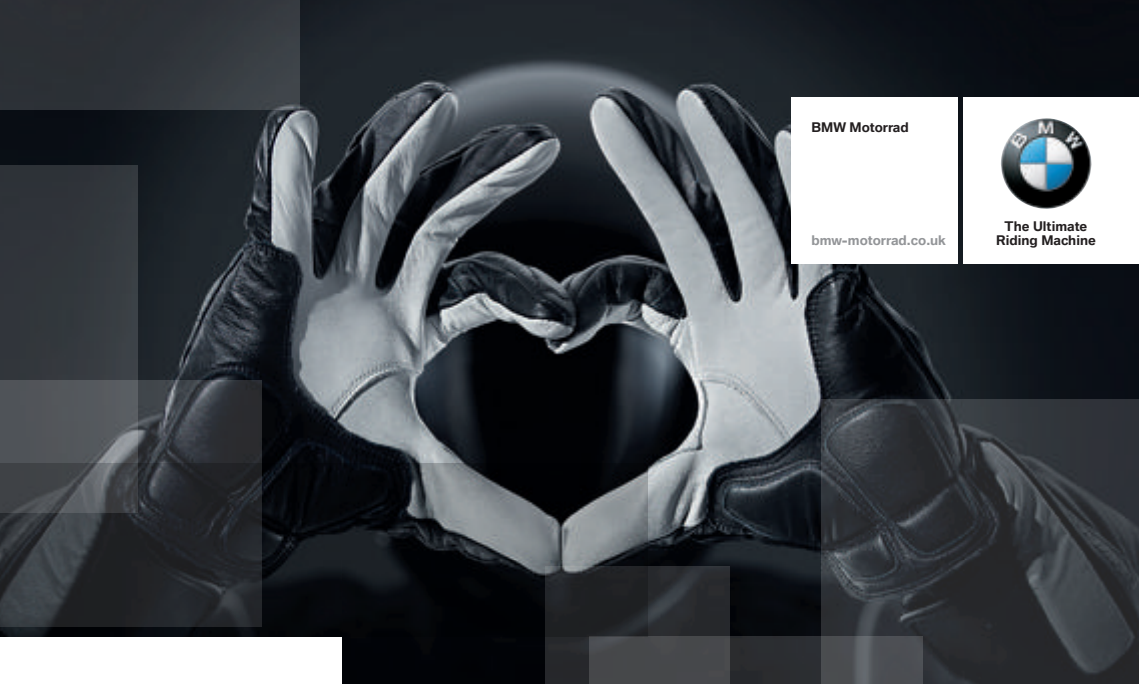 BMW Motorrad
bmw-motorrad.co.uk
BMW
The Ultimate
Riding Machine